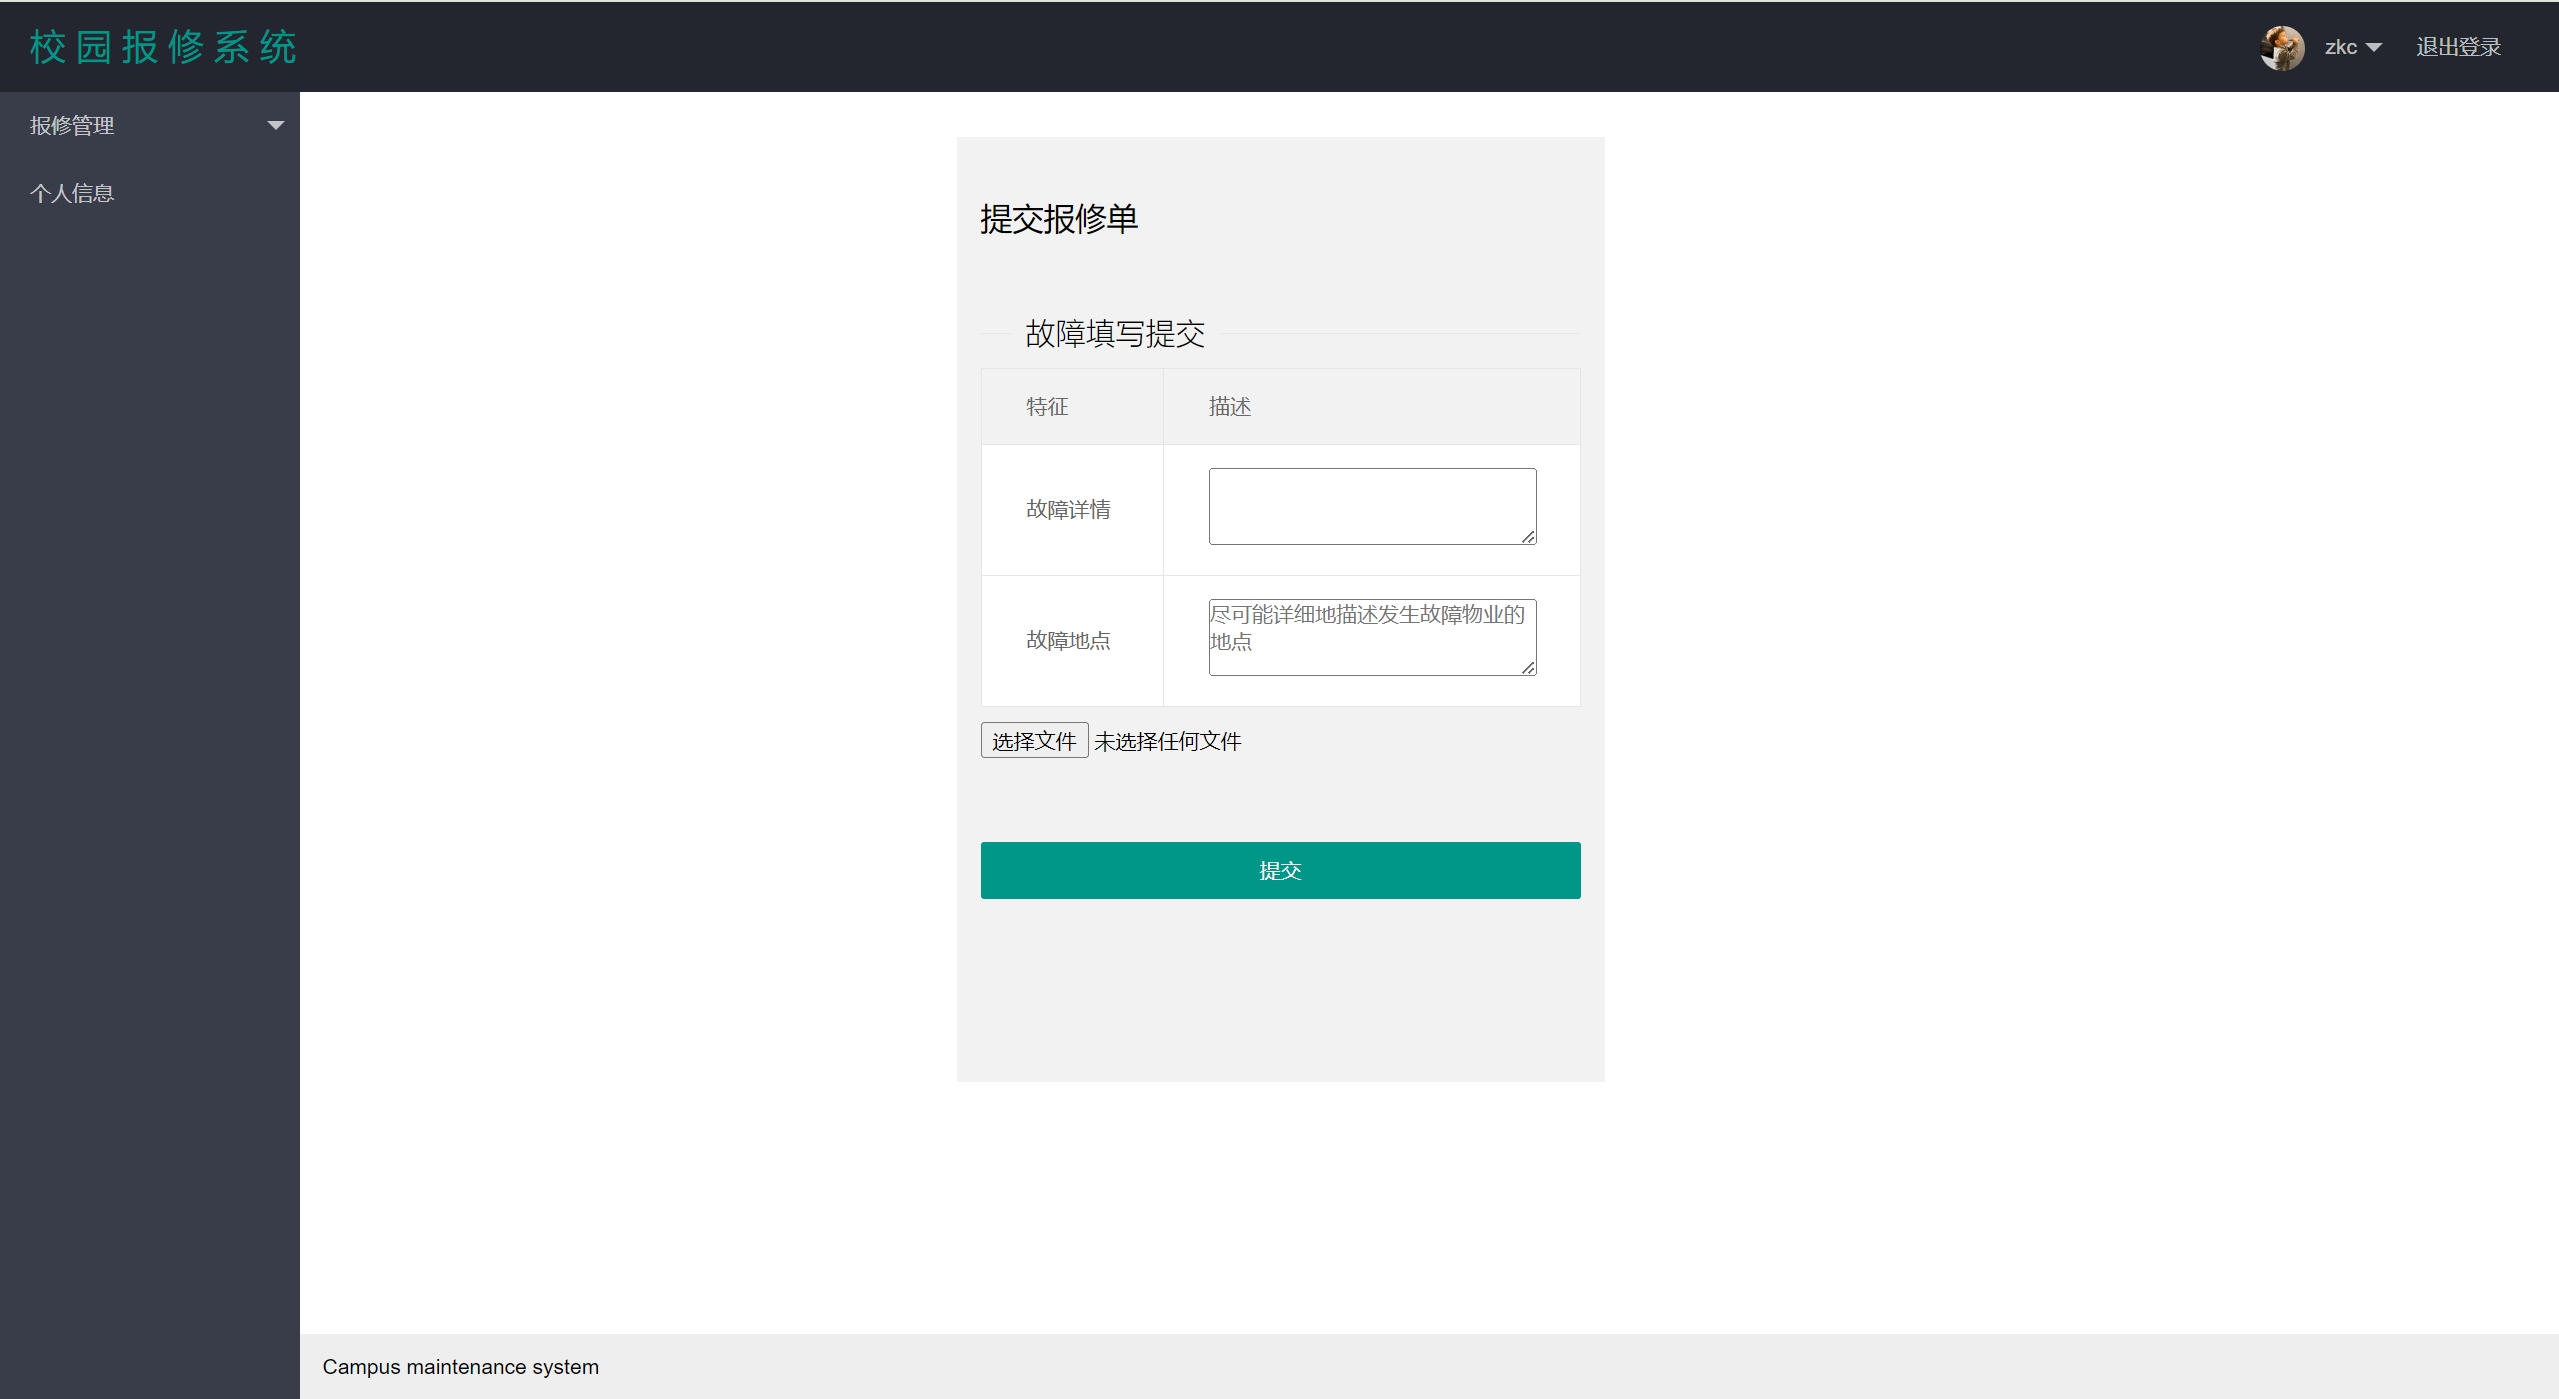 校园报修系统
zkc
退出登录
报修管理
个人信息
提交报修单
故障填写提交
特征
描述
故障详情
故障地点
尽可能详细地描述发生故障物业的
地点
选择文件 未选择任何文件
提交
Campus maintenance system